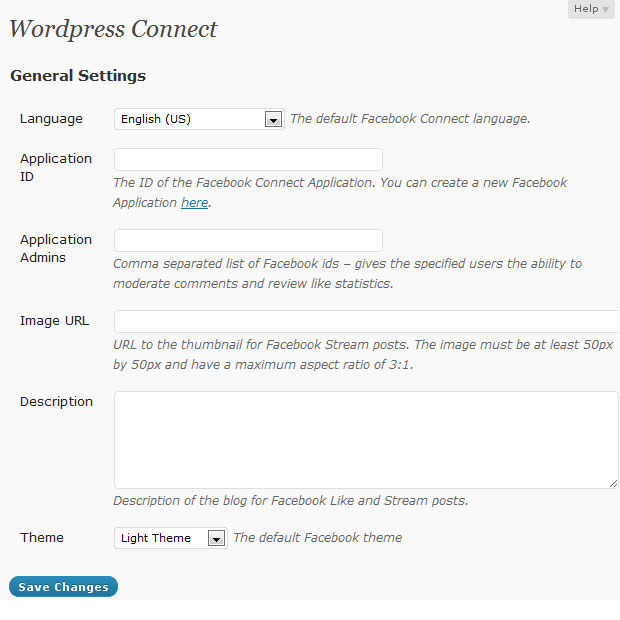 Help
Wordpress Connect
General Settings
Language
English (US)
The default Facebook Connect language.
Application
ID
The ID of the Facebook Connect Application. You can create a new Facebook
Application here.
Application
Admins
Comma separated list of Facebook ids – gives the specified users the ability to
moderate comments and review like statistics.
Image URL
URL to the thumbnail for Facebook Stream posts. The image must be at least 50px
by 50px and have a maximum aspect ratio of 3:1.
Description
Description of the blog for Facebook Like and Stream posts.
Theme
Light Theme
The default Facebook theme
Save Changes